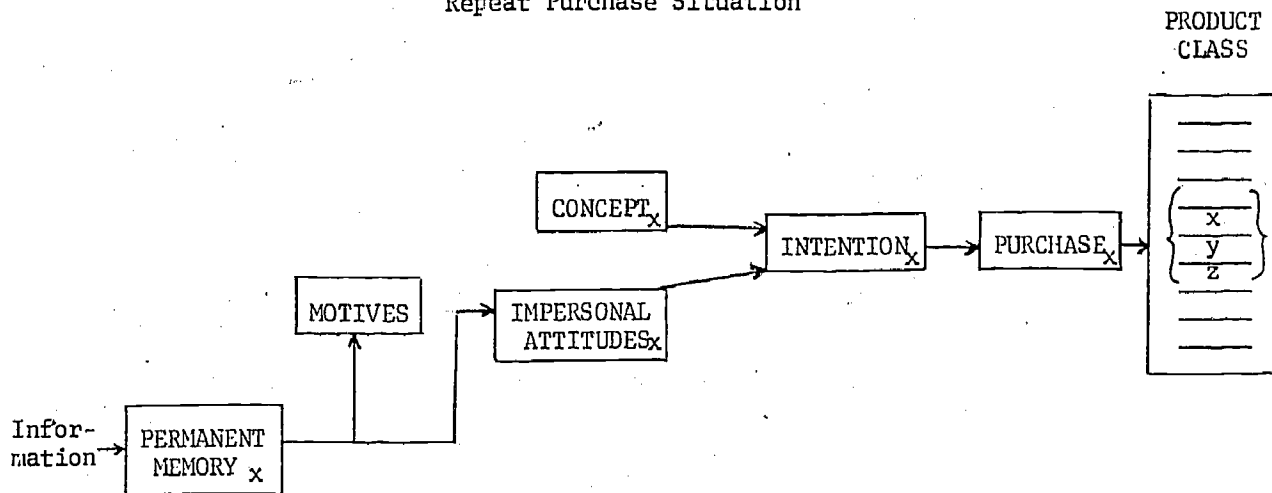 Repeat Purchase Situation
PRODUCT
CLASS
CONCEPTx
x
INTENTIONx
PURCHASEx
y
z
MOTIVES
IMPERSONAL
ATTITUDESx
Infor-
mation
PERMANENT
MEMORY x